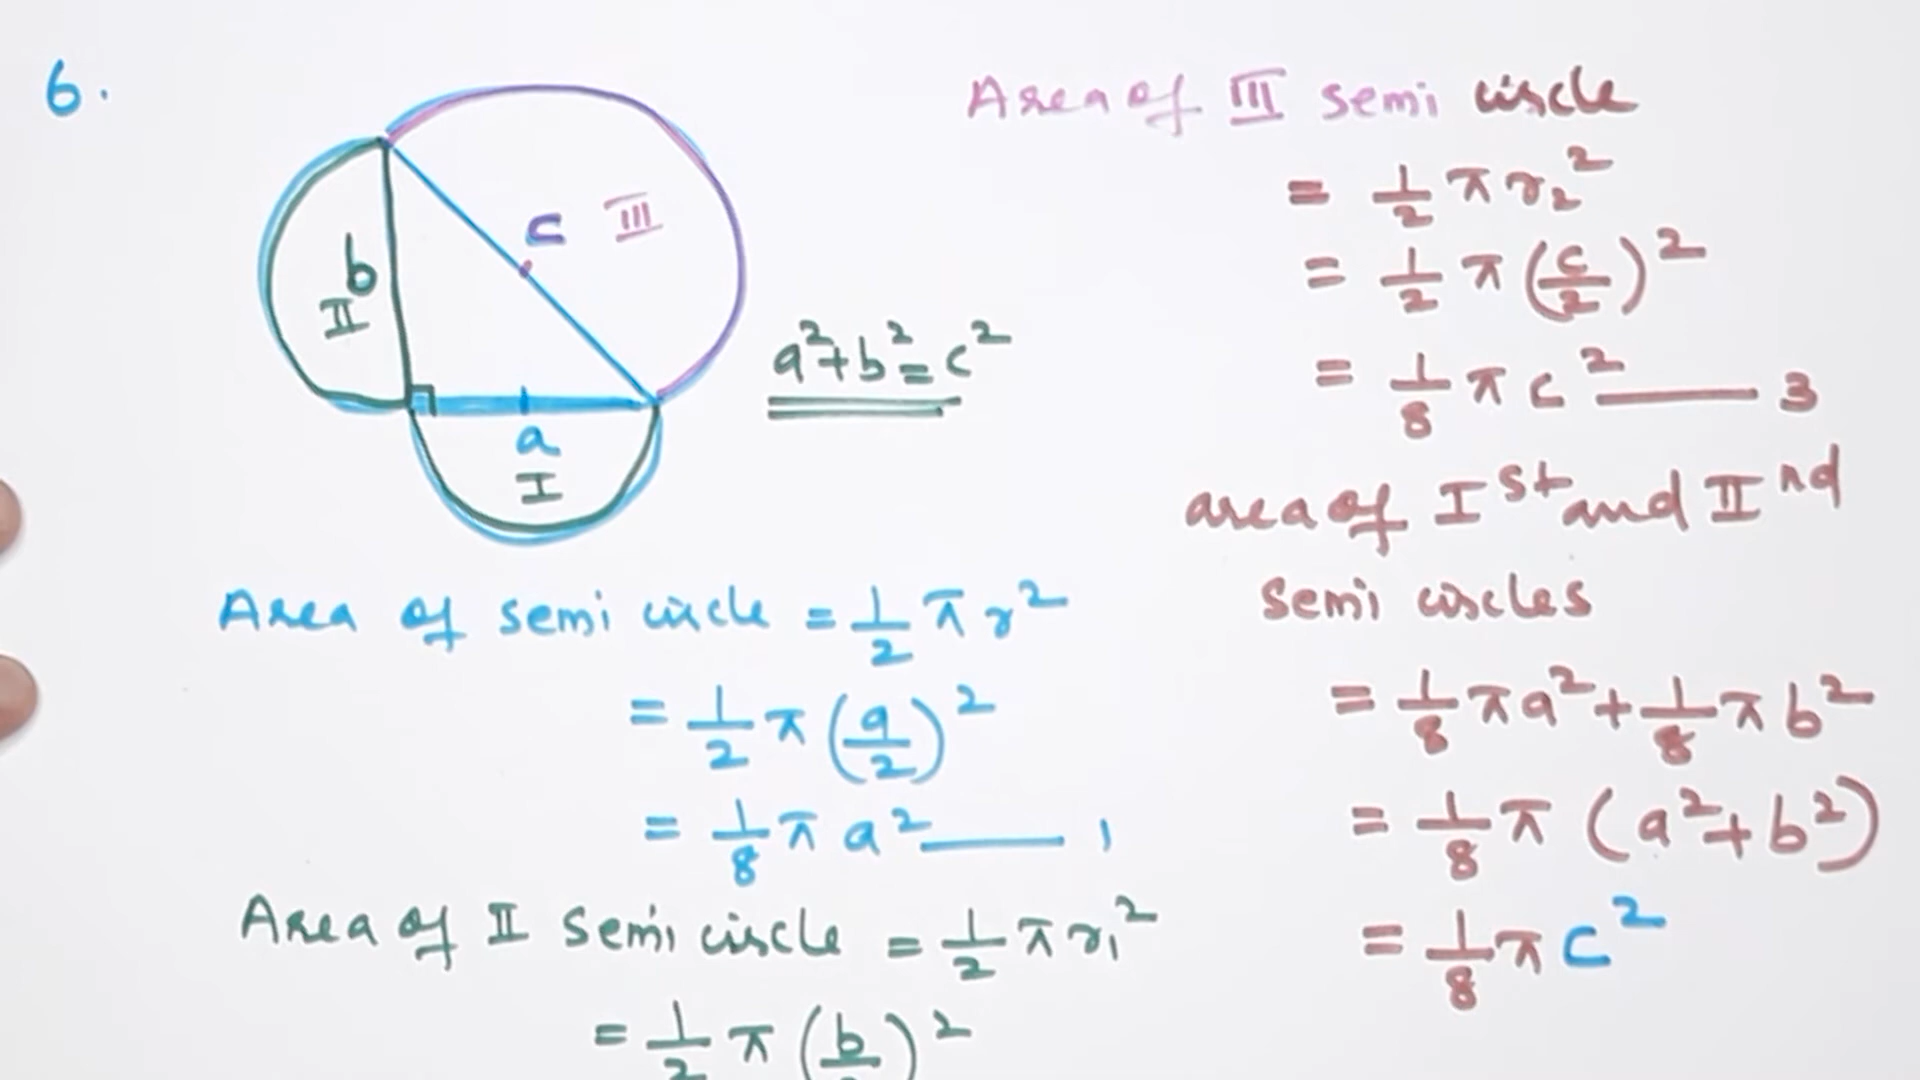 6.
b
II
c III
a
I
a²+b²=c²
Area of semi circle = 1/2 π r²
= 1/2 π (a/2)²
= 1/8 π a² —— 1
Area of II semi circle = 1/2 π r₁²
= 1/2 π (b/2)²
Area of III semi circle
= 1/2 π r₂²
= 1/2 π (c/2)²
= 1/8 π c² —— 3
area of Ist and IInd
semi circles
= 1/8 π a² + 1/8 π b²
= 1/8 π (a²+b²)
= 1/8 π c²